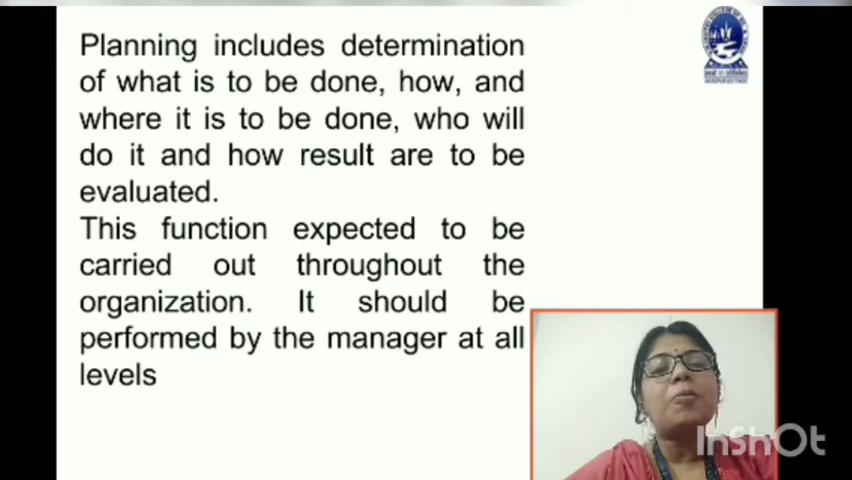 Planning includes determination
of what is to be done, how, and
where it is to be done, who will
do it and how result are to be
evaluated.
This function expected to be
carried out throughout the
organization. It should be
performed by the manager at all
levels
InShOt